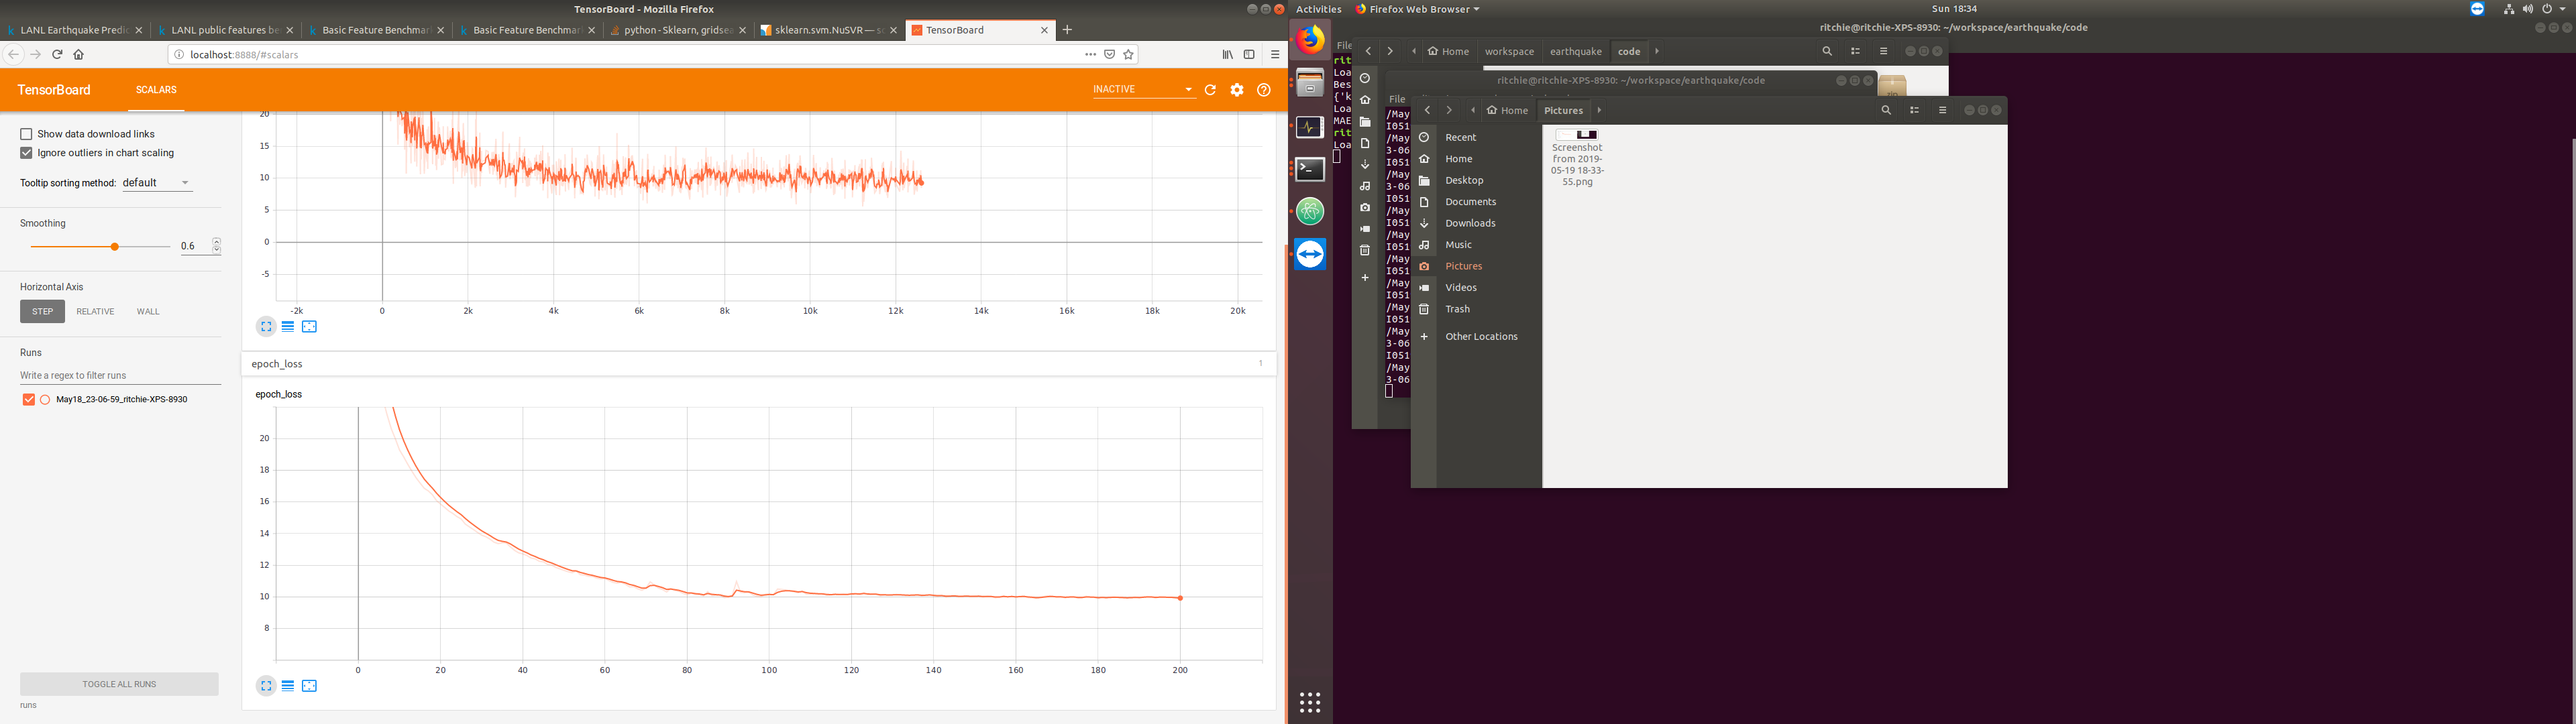 TensorBoard - Mozilla Firefox
LANL Earthquake Predic
LANL public features be
Basic Feature Benchmark
Basic Feature Benchmark
python - Sklearn, gridsea
sklearn.svm.NuSVR — sc
TensorBoard
localhost:8888/#scalars
TensorBoard
SCALARS
INACTIVE
Show data download links
Ignore outliers in chart scaling
Tooltip sorting method: default
Smoothing
0.6
Horizontal Axis
STEP RELATIVE WALL
Runs
Write a regex to filter runs
May18_23-06-59_ritchie-XPS-8930
TOGGLE ALL RUNS
runs
20
15
10
5
0
-5
-2k 0 2k 4k 6k 8k 10k 12k 14k 16k 18k 20k
epoch_loss 1
epoch_loss
20
18
16
14
12
10
8
0 20 40 60 80 100 120 140 160 180 200
Activities Firefox Web Browser Sun 18:34
ritchie@ritchie-XPS-8930: ~/workspace/earthquake/code
File
rit
Loa
Bes
{'k
Loa
MAE
rit
Loa
Home workspace earthquake code
zip
ritchie@ritchie-XPS-8930: ~/workspace/earthquake/code
File
/May
I051
/May
3-06
I051
/May
3-06
I051
/May
I051
/May
I051
/May
I051
/May
I051
/May
I051
/May
3-06
I051
/May
3-06
Home Pictures
Recent
Home
Desktop
Documents
Downloads
Music
Pictures
Videos
Trash
Other Locations
Screenshot
from 2019-
05-19 18-33-
55.png